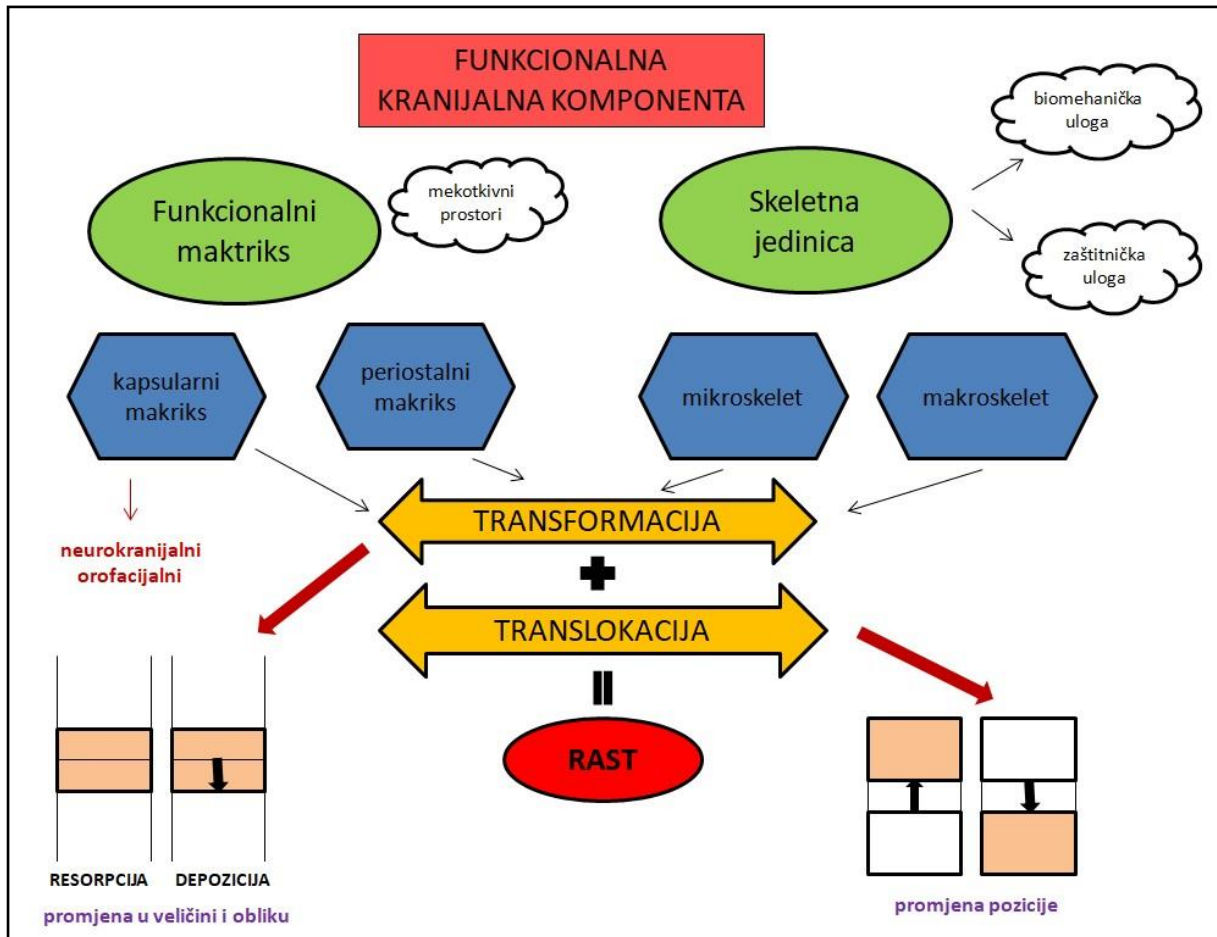 FUNKCIONALNA
KRANIJALNA KOMPONENTA
biomehanička
uloga
Funkcionalni
maktriks
mekotkivni
prostori
Skeletna
jedinica
zaštitnička
uloga
kapsularni
makriks
periostalni
makriks
mikroskelet
makroskelet
TRANSFORMACIJA
neurokranijalni
orofacijalni
TRANSLOKACIJA
RAST
RESORPCIJA
DEPOZICIJA
promjena u veličini i obliku
promjena pozicije